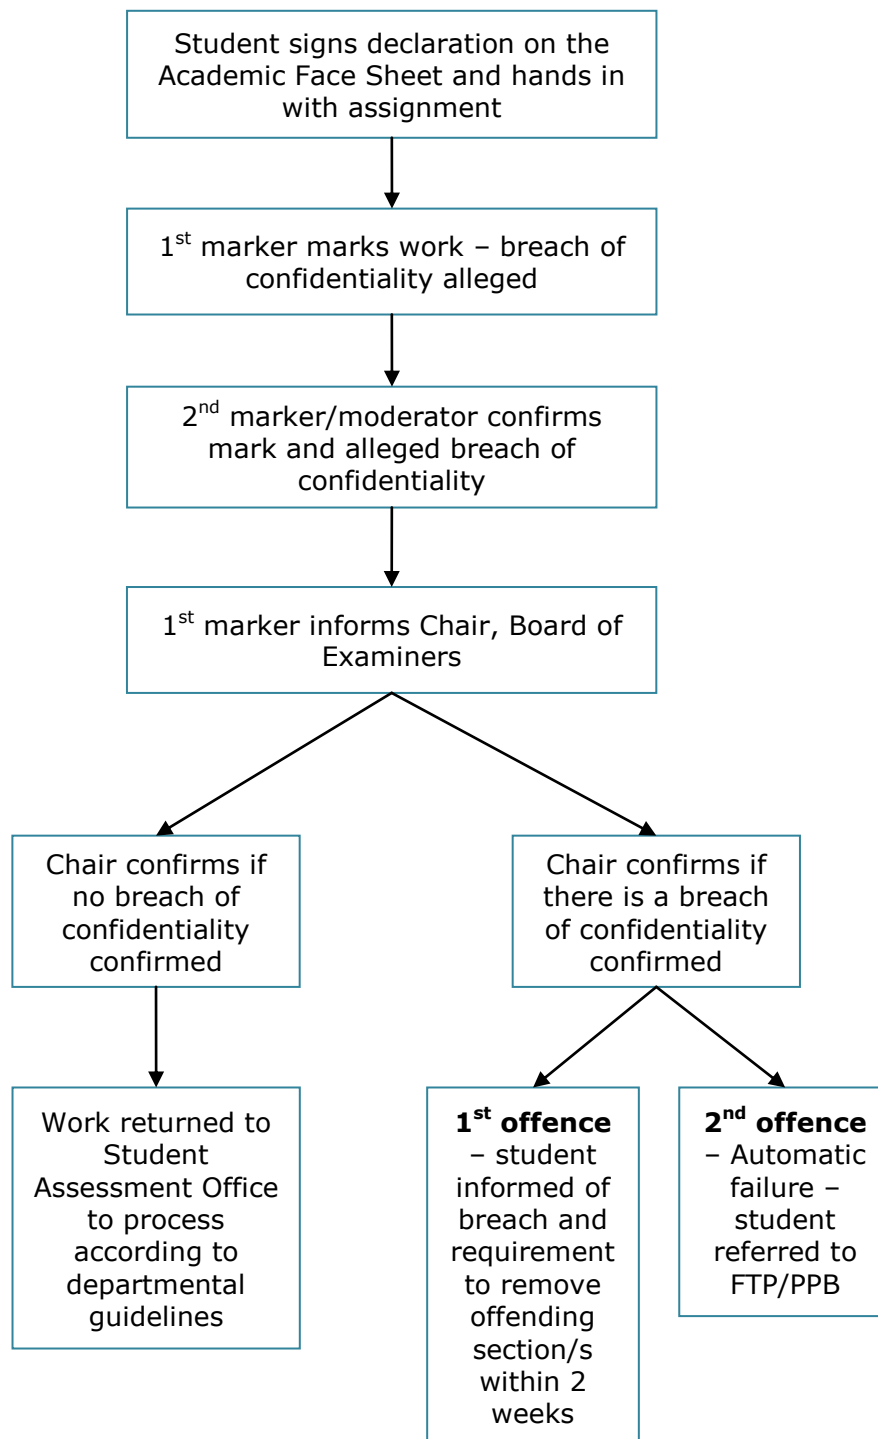 Student signs declaration on the
Academic Face Sheet and hands in
with assignment
1st marker marks work – breach of
confidentiality alleged
2nd marker/moderator confirms
mark and alleged breach of
confidentiality
1st marker informs Chair, Board of
Examiners
Chair confirms if
no breach of
confidentiality
confirmed
Chair confirms if
there is a breach
of confidentiality
confirmed
Work returned to
Student
Assessment Office
to process
according to
departmental
guidelines
1st offence
– student
informed of
breach and
requirement
to remove
offending
section/s
within 2
weeks
2nd offence
– Automatic
failure –
student
referred to
FTP/PPB